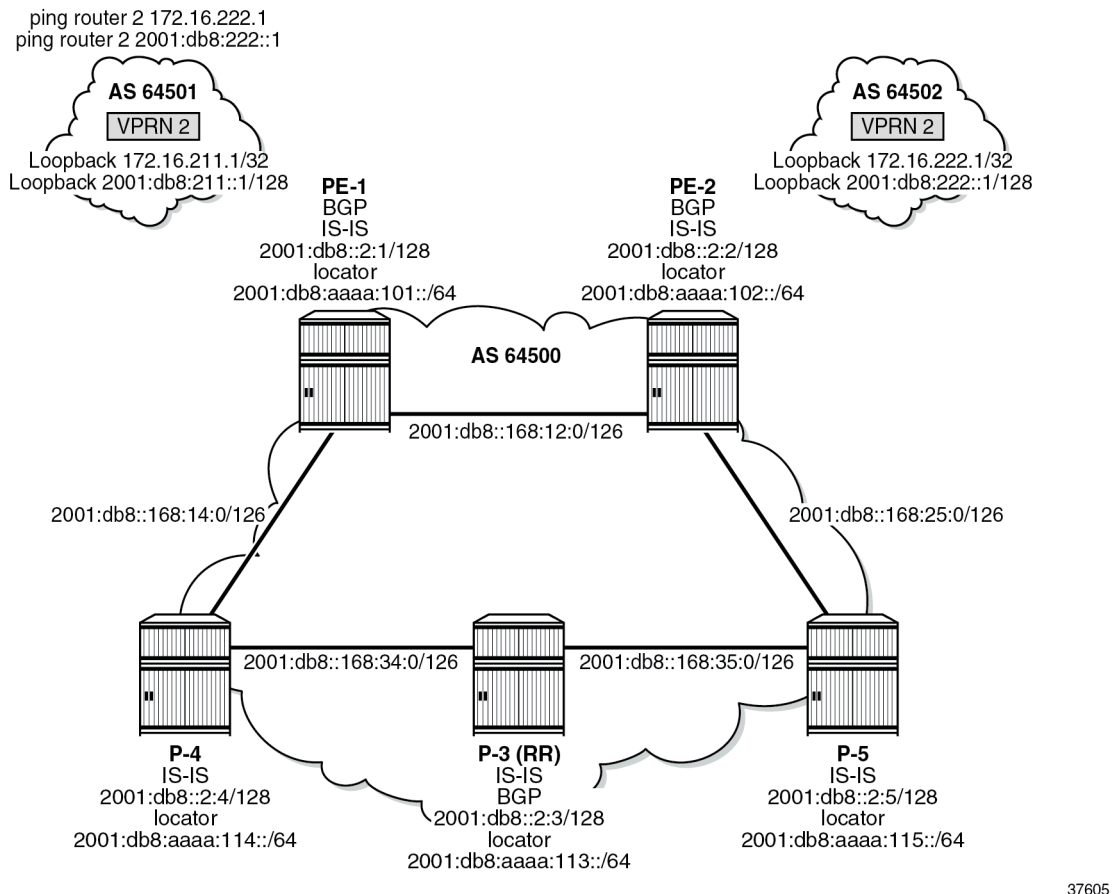 ping router 2 172.16.222.1
ping router 2 2001:db8:222::1
AS 64501
VPRN 2
Loopback 172.16.211.1/32
Loopback 2001:db8:211::1/128
AS 64502
VPRN 2
Loopback 172.16.222.1/32
Loopback 2001:db8:222::1/128
PE-1
BGP
IS-IS
2001:db8::2:1/128
locator
2001:db8:aaaa:101::/64
PE-2
BGP
IS-IS
2001:db8::2:2/128
locator
2001:db8:aaaa:102::/64
AS 64500
2001:db8::168:12:0/126
2001:db8::168:14:0/126
2001:db8::168:25:0/126
2001:db8::168:34:0/126
2001:db8::168:35:0/126
P-4
IS-IS
2001:db8::2:4/128
locator
2001:db8:aaaa:114::/64
P-3 (RR)
IS-IS
BGP
2001:db8::2:3/128
locator
2001:db8:aaaa:113::/64
P-5
IS-IS
2001:db8::2:5/128
locator
2001:db8:aaaa:115::/64
37605